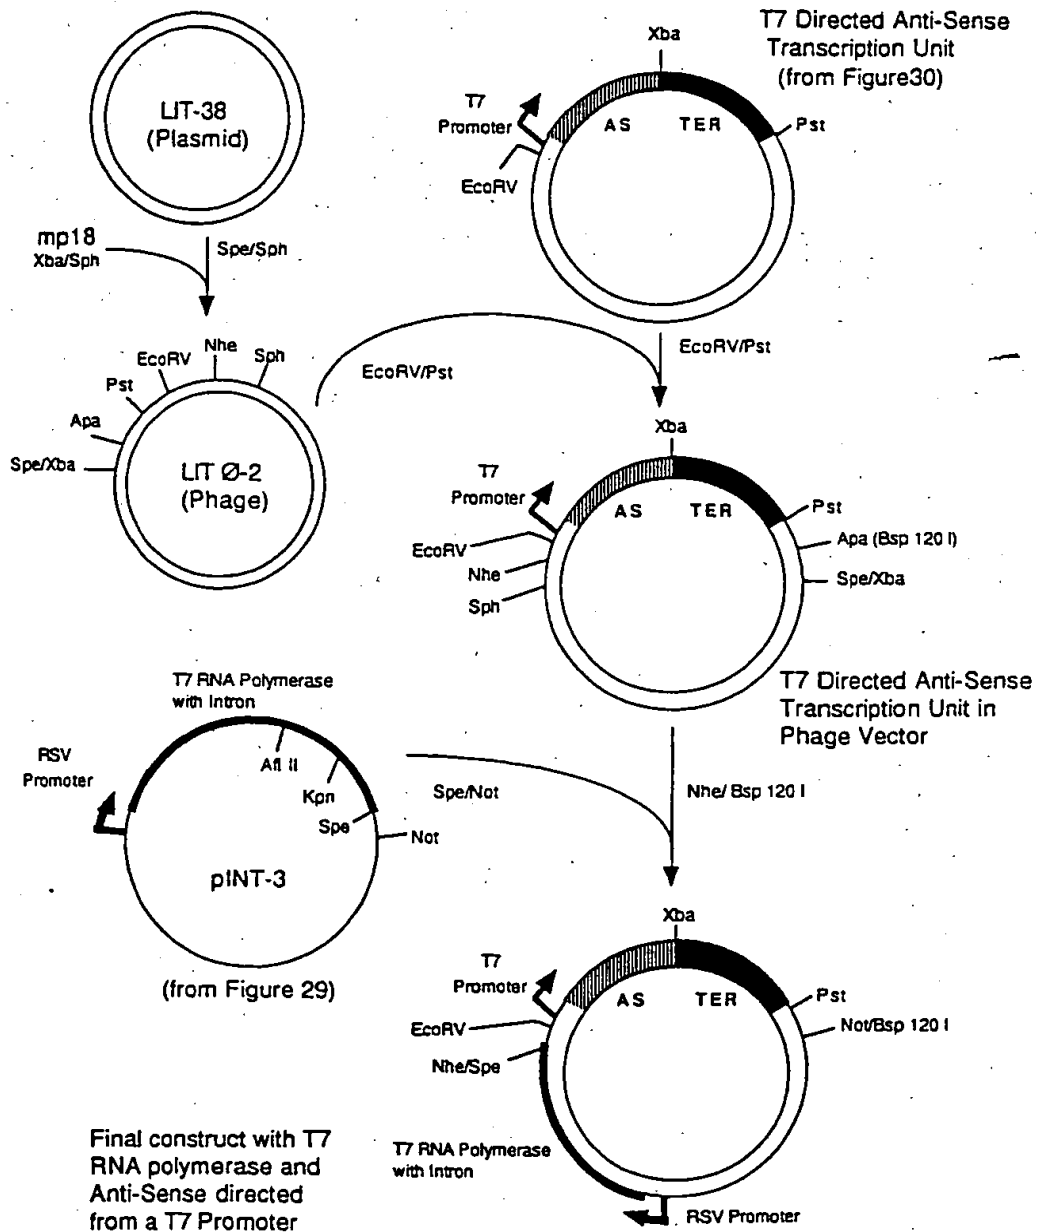 LIT-38
(Plasmid)
mp18
Xba/Sph
Spe/Sph
T7 Directed Anti-Sense
Transcription Unit
(from Figure30)
Xba
T7
Promoter
AS
TER
Pst
EcoRV
EcoRV/Pst
EcoRV/Pst
Nhe
EcoRV
Sph
Pst
Apa
Spe/Xba
LIT Ø-2
(Phage)
Xba
T7
Promoter
AS
TER
Pst
Apa (Bsp 120 I)
Spe/Xba
EcoRV
Nhe
Sph
T7 Directed Anti-Sense
Transcription Unit in
Phage Vector
T7 RNA Polymerase
with Intron
RSV
Promoter
Afl II
Kpn
Spe
Not
pINT-3
(from Figure 29)
Spe/Not
Nhe/ Bsp 120 I
Xba
T7
Promoter
AS
TER
Pst
Not/Bsp 120 I
EcoRV
Nhe/Spe
T7 RNA Polymerase
with Intron
RSV Promoter
Final construct with T7
RNA polymerase and
Anti-Sense directed
from a T7 Promoter